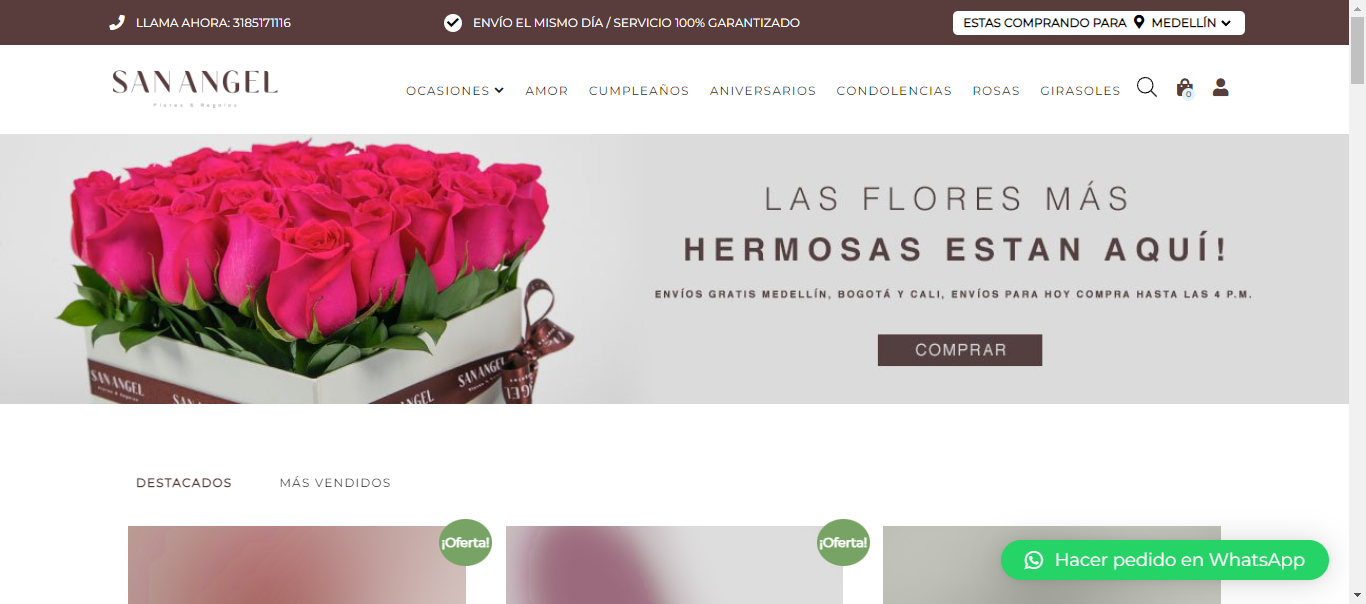 LLAMA AHORA: 3185171116
ENVÍO EL MISMO DÍA / SERVICIO 100% GARANTIZADO
ESTAS COMPRANDO PARA MEDELLÍN
SAN ANGEL
Flores & Regalos
OCASIONES AMOR CUMPLEAÑOS ANIVERSARIOS CONDOLENCIAS ROSAS GIRASOLES
0
LAS FLORES MÁS
HERMOSAS ESTAN AQUÍ!
ENVÍOS GRATIS MEDELLÍN, BOGOTÁ Y CALI, ENVÍOS PARA HOY COMPRA HASTA LAS 4 P.M.
COMPRAR
SAN ANGEL
Flores & Regalos
SAN
SAN ANGEL
DESTACADOS MÁS VENDIDOS
¡Oferta!
¡Oferta!
Hacer pedido en WhatsApp